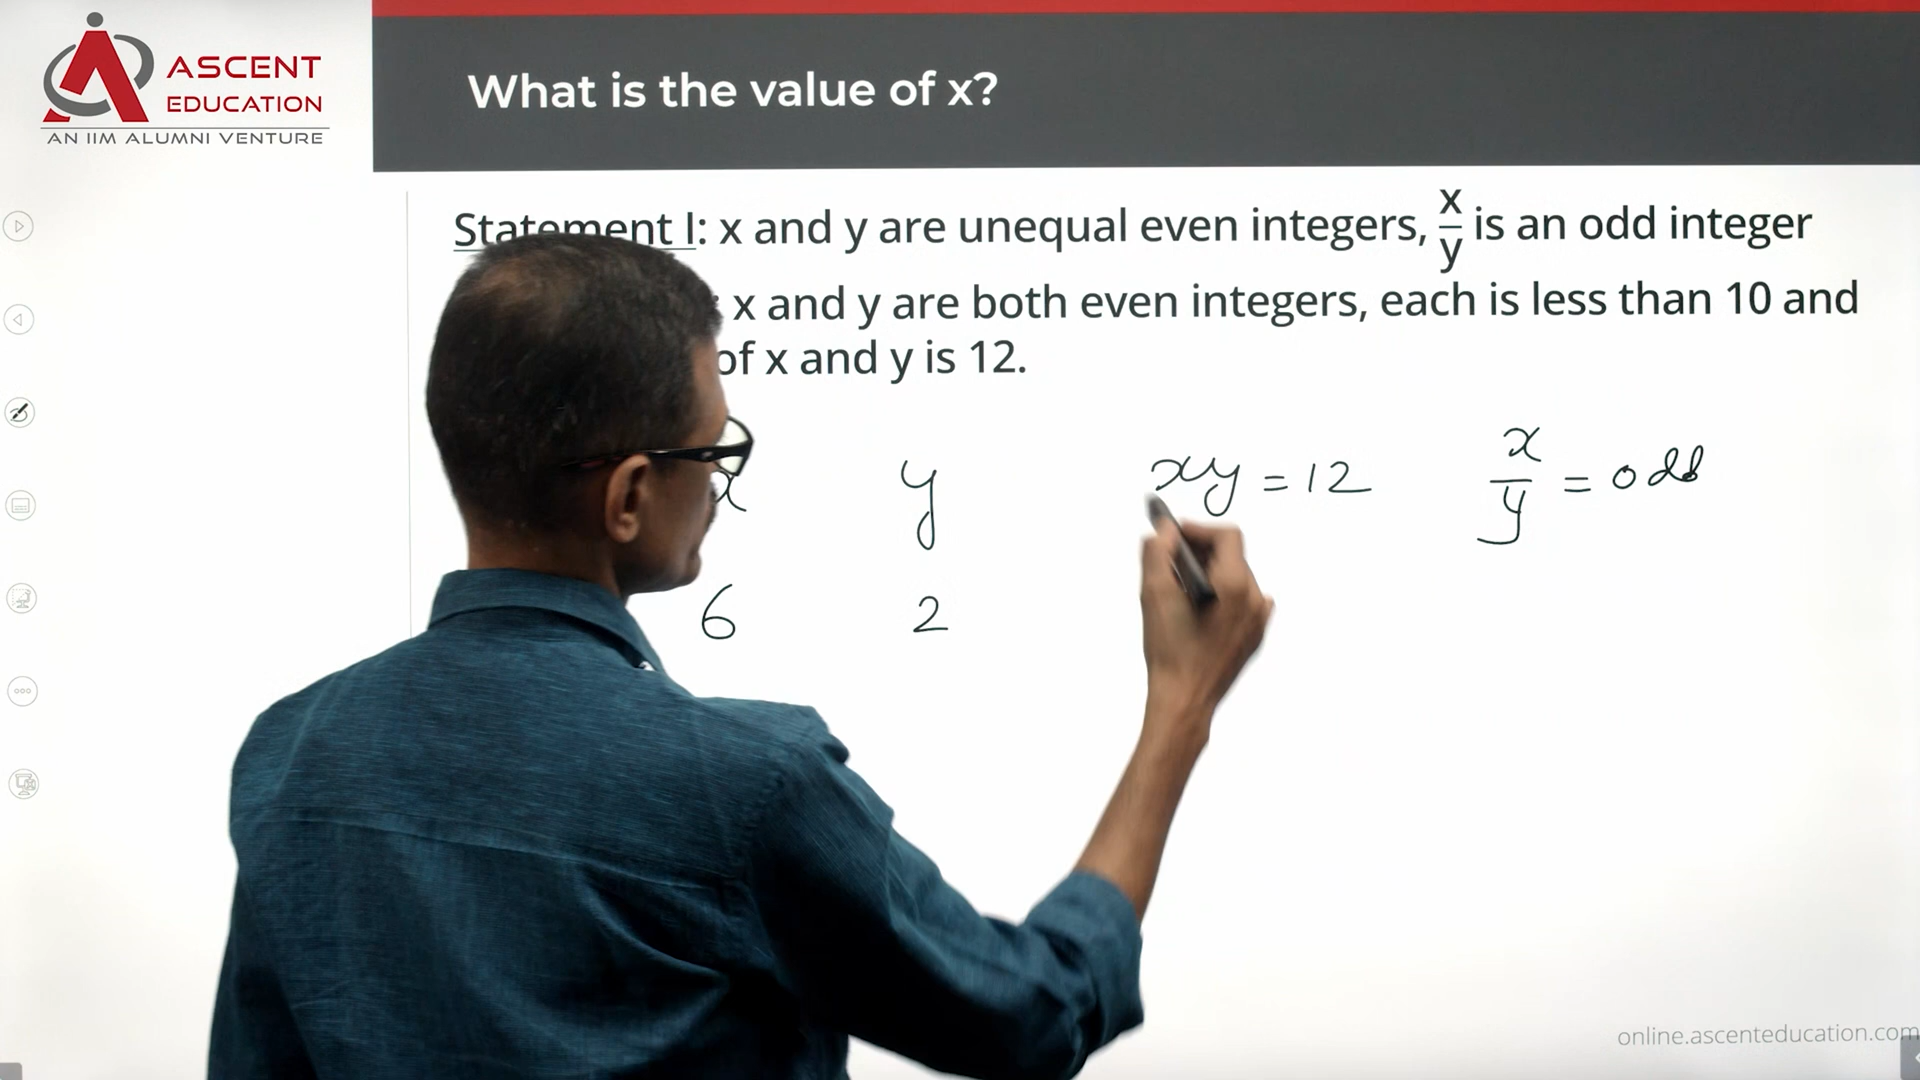 ASCENT
EDUCATION
AN IIM ALUMNI VENTURE
What is the value of x?
Statement I: x and y are unequal even integers, x/y is an odd integer
: x and y are both even integers, each is less than 10 and
of x and y is 12.
x y xy = 12 x/y = odd
6 2
online.ascenteducation.com